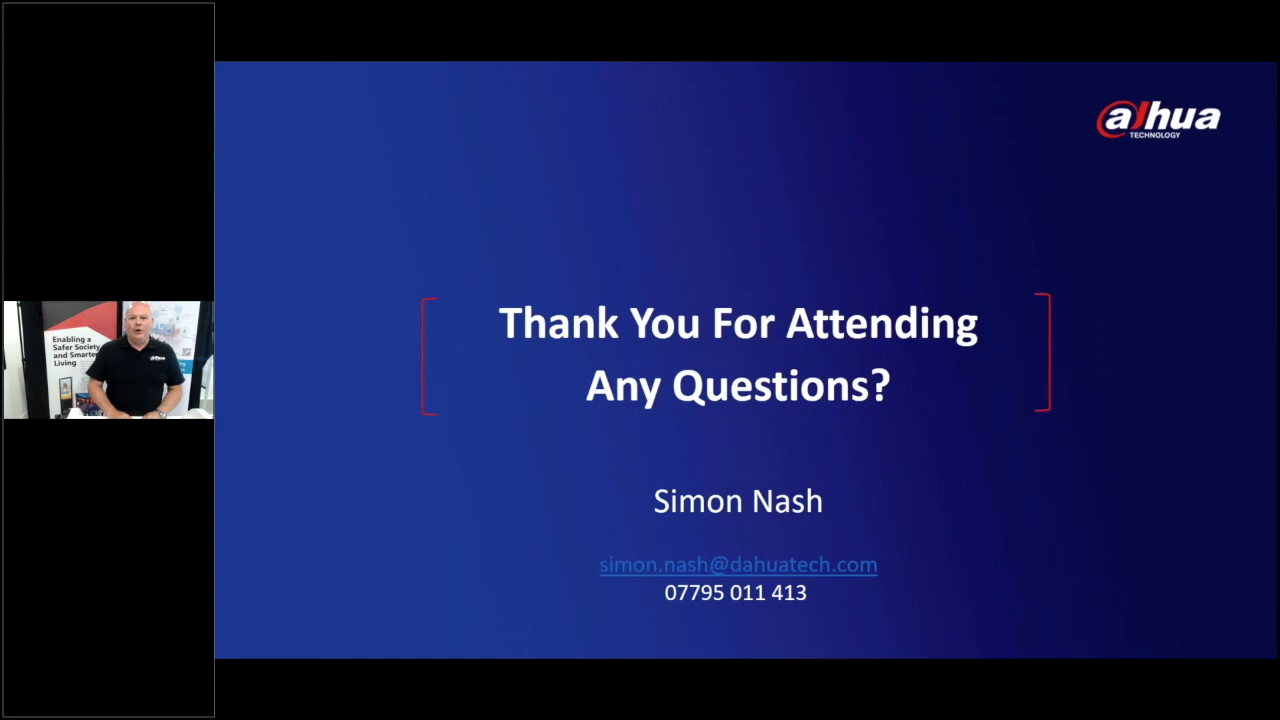 alhua
TECHNOLOGY
Thank You For Attending
Any Questions?
Simon Nash
simon.nash@dahuatech.com
07795 011 413
Enabling a
Safer Society
and Smarter
Living
alhua